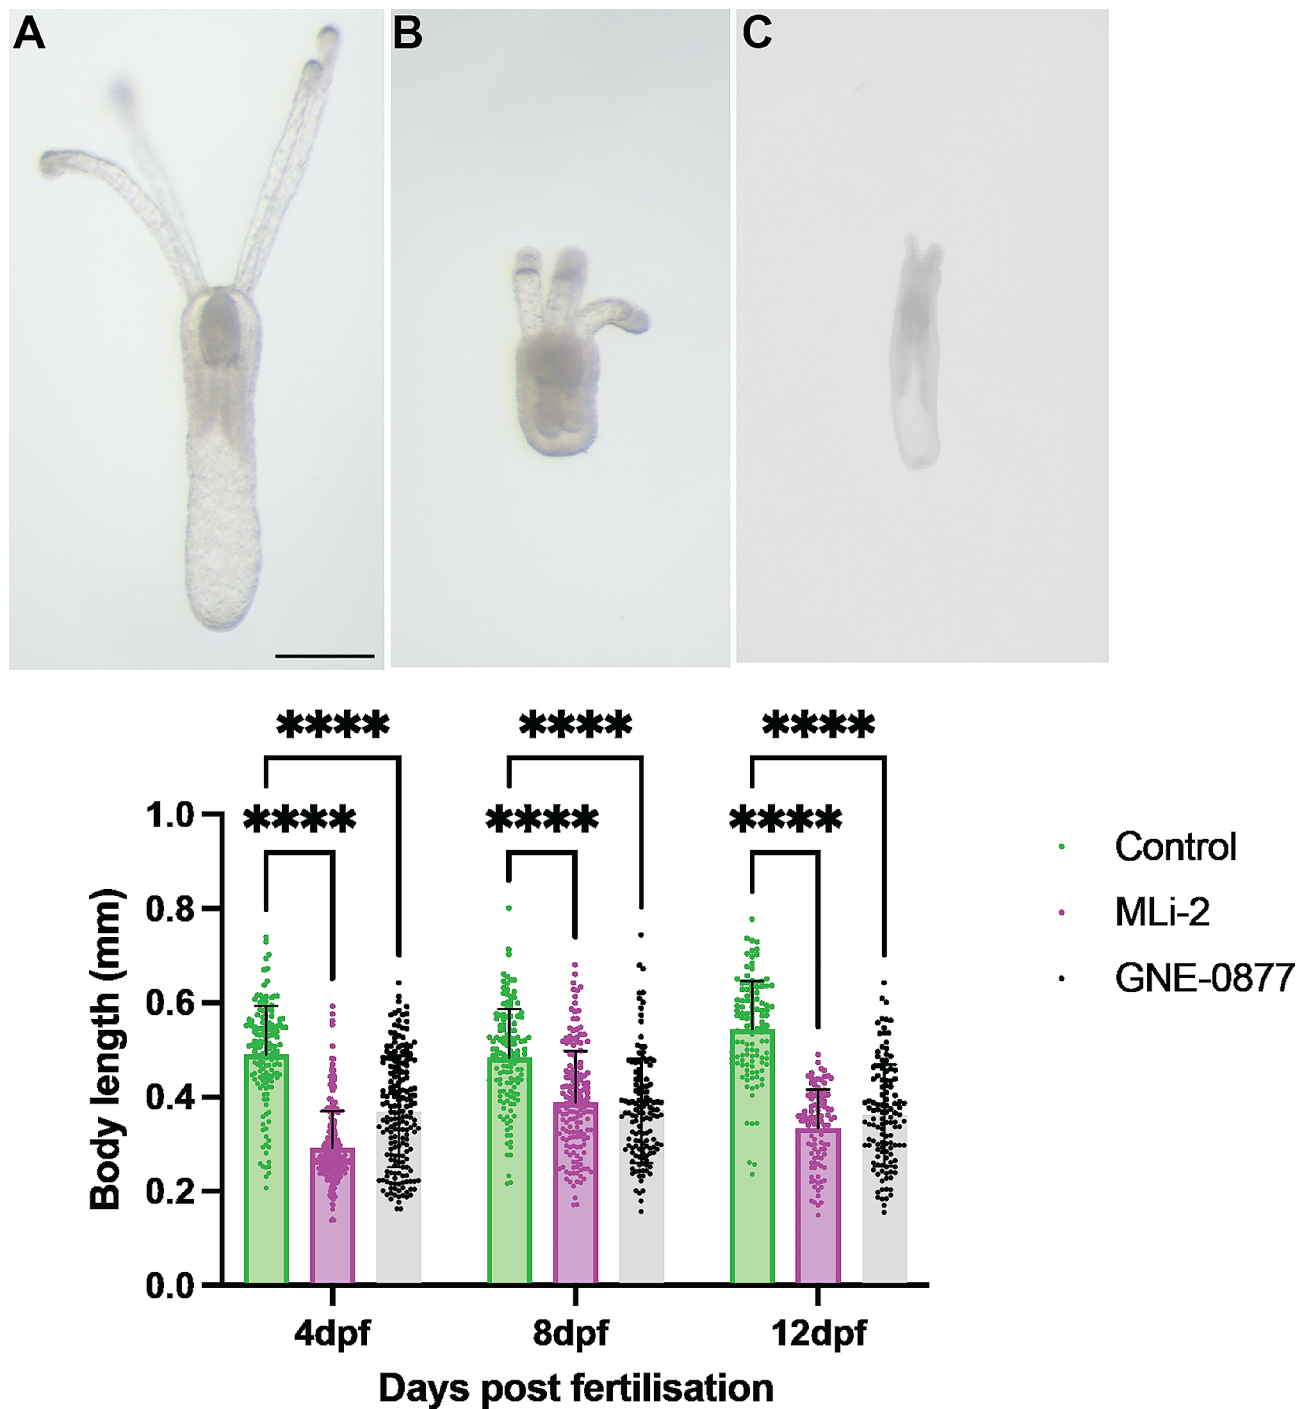 A B C
**** **** ****
1.0 **** **** ****
0.8
0.6
0.4
0.2
0.0
Body length (mm)
4dpf 8dpf 12dpf
Days post fertilisation
Control
MLi-2
GNE-0877